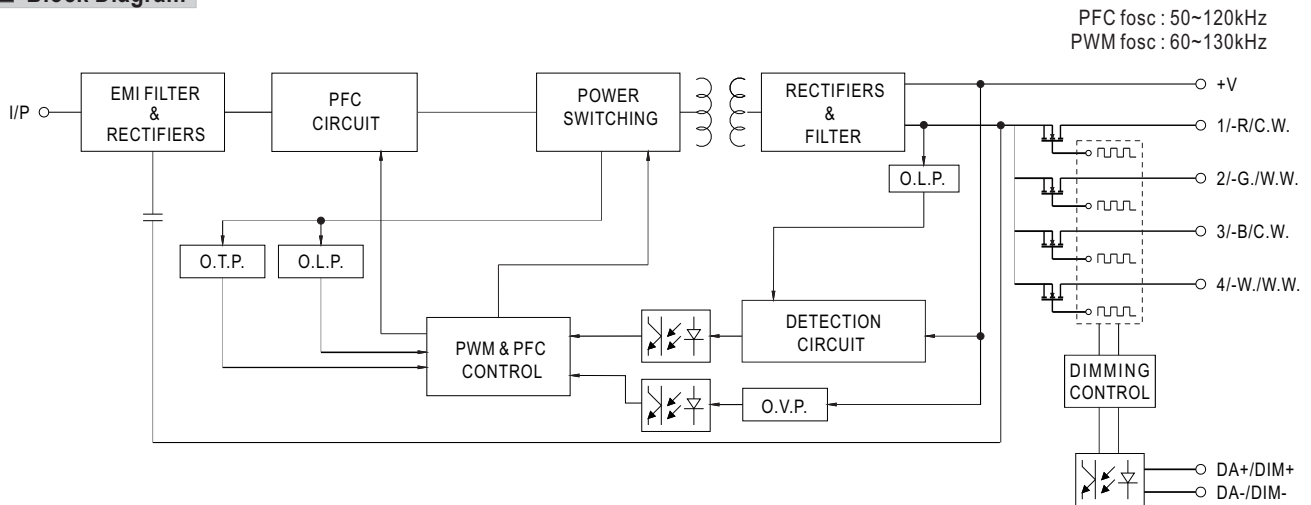 Block Diagram
PFC fosc : 50~120kHz
PWM fosc : 60~130kHz
I/P
EMI FILTER
&
RECTIFIERS
PFC
CIRCUIT
POWER
SWITCHING
RECTIFIERS
&
FILTER
+V
1/-R/C.W.
2/-G./W.W.
3/-B/C.W.
4/-W./W.W.
O.L.P.
O.T.P.
O.L.P.
PWM & PFC
CONTROL
DETECTION
CIRCUIT
O.V.P.
DIMMING
CONTROL
DA+/DIM+
DA-/DIM-